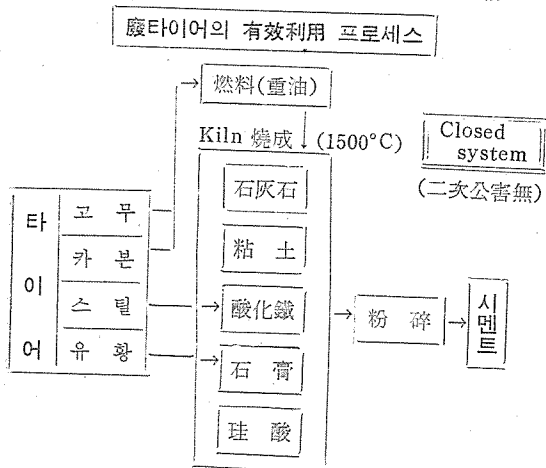 廢타이어의 有效利用 프로세스
燃料(重油)
Kiln 燒成 (1500°C)
Closed
system
(二次公害無)
石灰石
粘土
酸化鐵
石膏
珪酸
타이어
고무
카본
스틸
유황
粉碎
시멘트